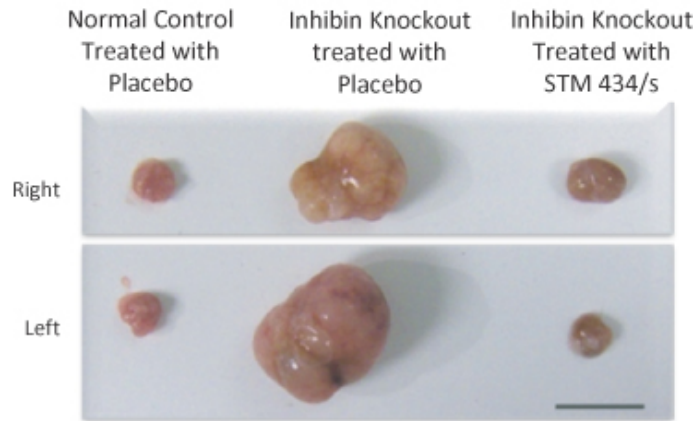 Normal Control
Treated with
Placebo
Inhibin Knockout
treated with
Placebo
Inhibin Knockout
Treated with
STM 434/s
Right
Left